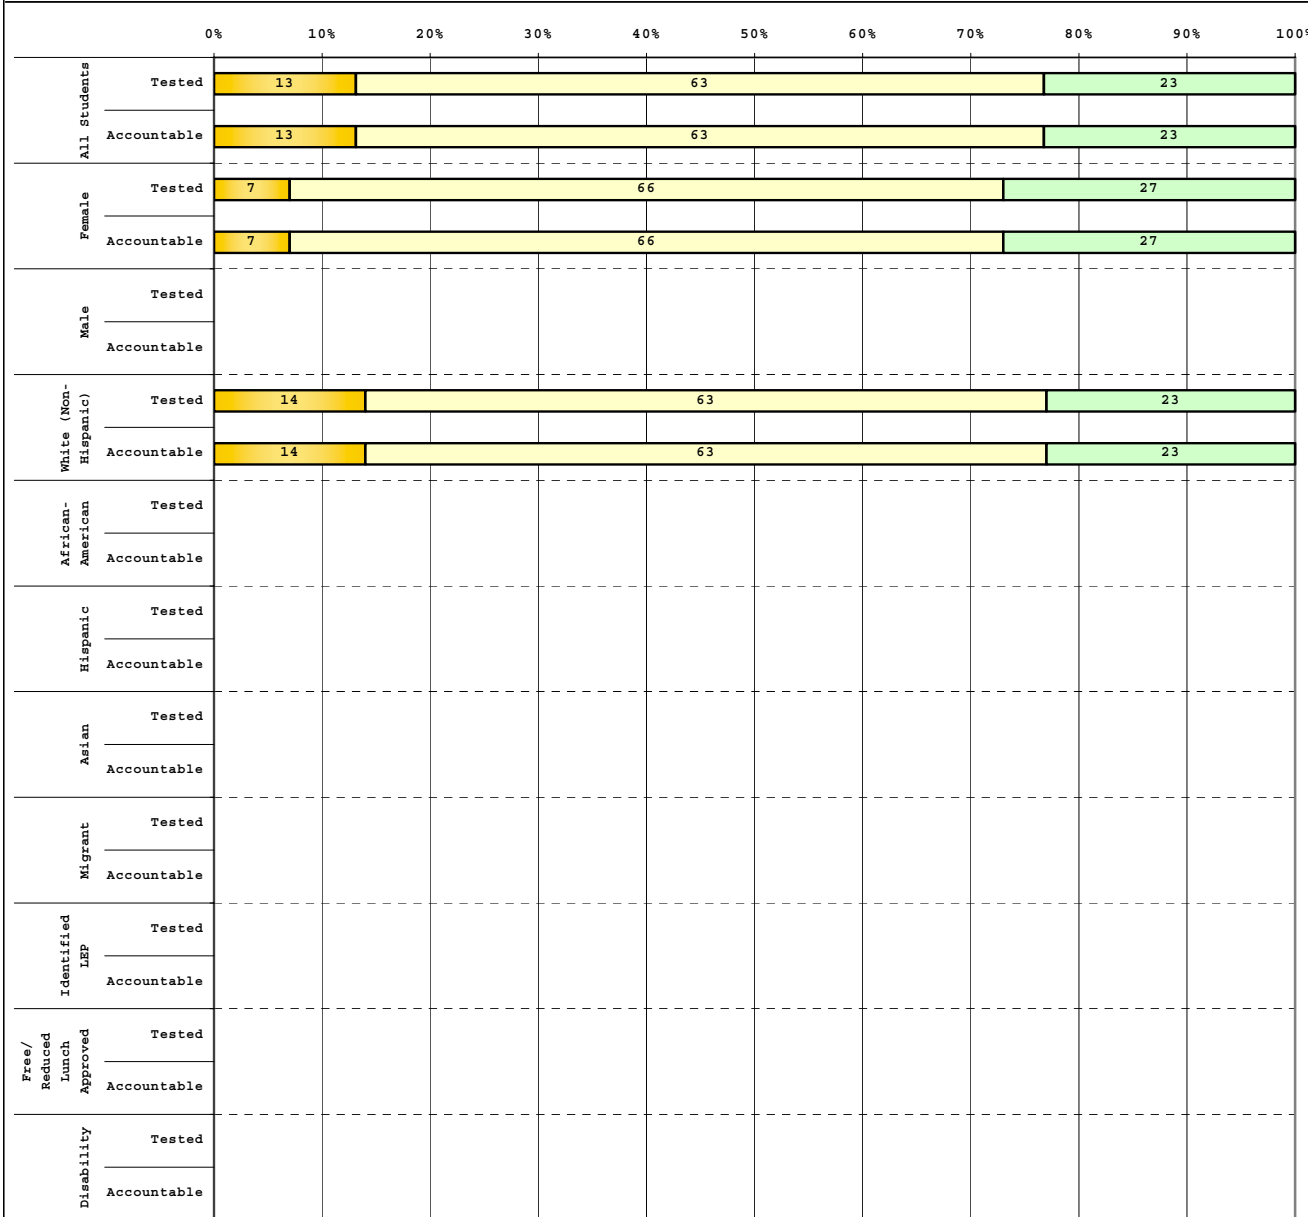 0% 10% 20% 30% 40% 50% 60% 70% 80% 90% 100%
All Students
Tested 13 63 23
Accountable 13 63 23
Female
Tested 7 66 27
Accountable 7 66 27
Male
Tested
Accountable
White (Non-
Hispanic)
Tested 14 63 23
Accountable 14 63 23
African-
American
Tested
Accountable
Hispanic
Tested
Accountable
Asian
Tested
Accountable
Migrant
Tested
Accountable
Identified
LEP
Tested
Accountable
Free/
Reduced
Lunch
Approved
Tested
Accountable
Disability
Tested
Accountable